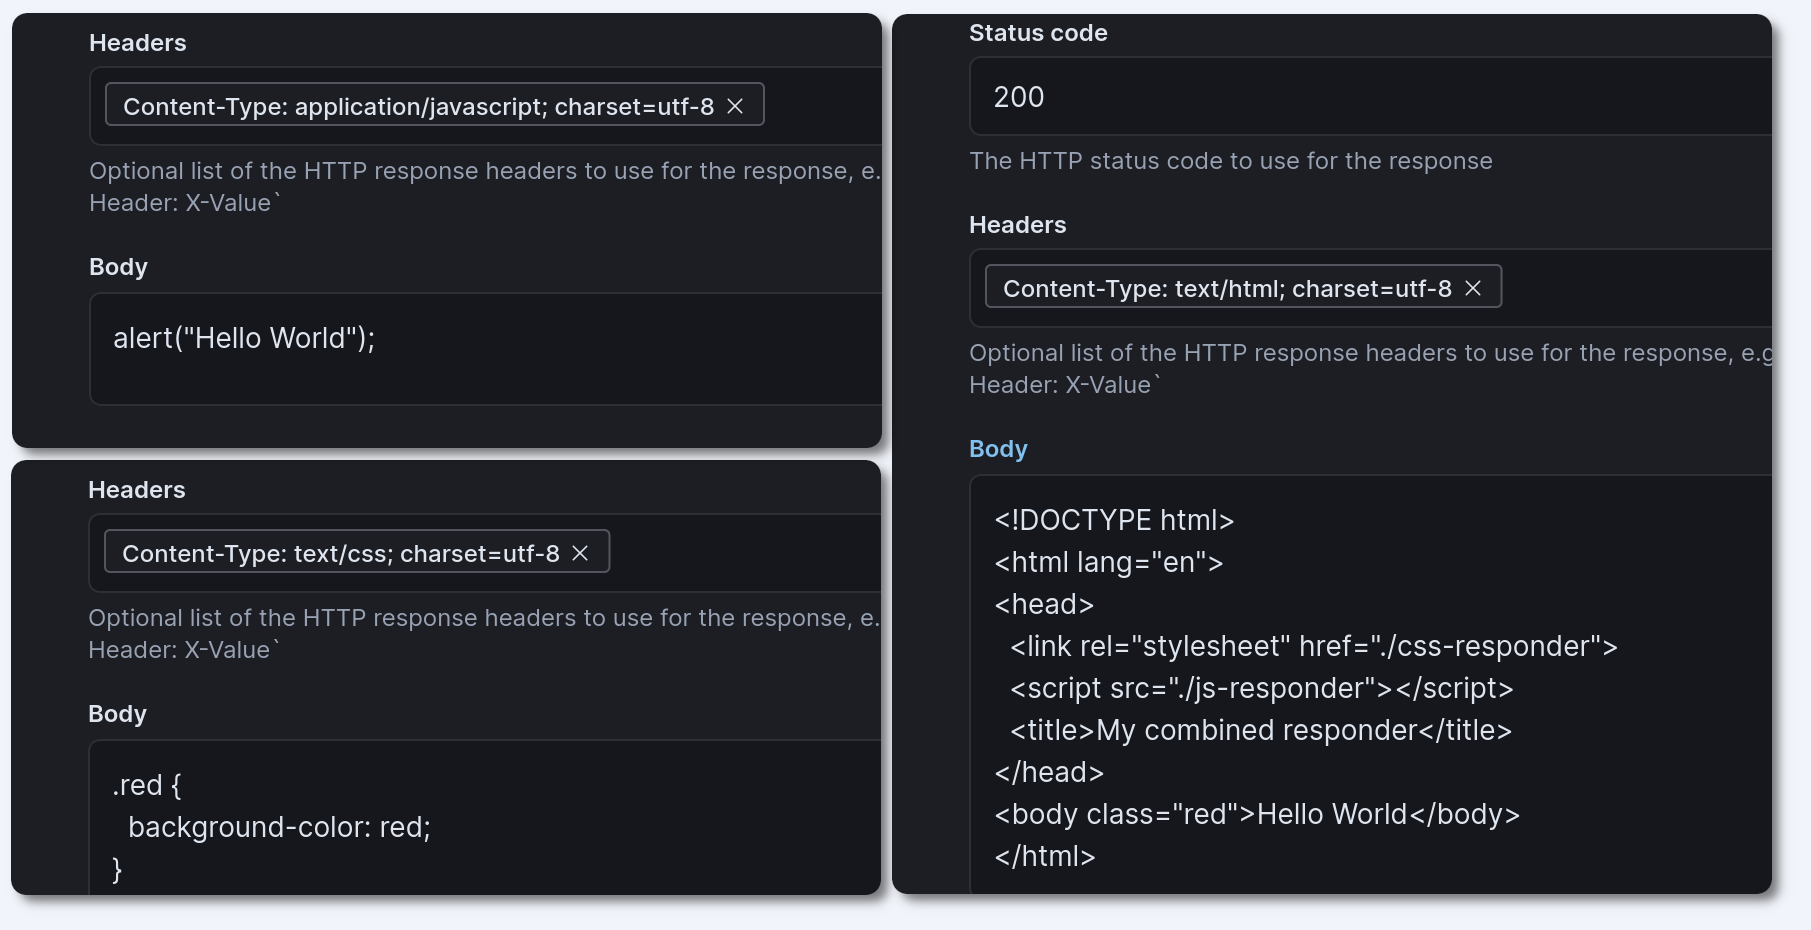 Headers
Content-Type: application/javascript; charset=utf-8 ×
Optional list of the HTTP response headers to use for the response, e.
Header: X-Value`
Body
alert("Hello World");
Headers
Content-Type: text/css; charset=utf-8 ×
Optional list of the HTTP response headers to use for the response, e.
Header: X-Value`
Body
.red {
  background-color: red;
}
Status code
200
The HTTP status code to use for the response
Headers
Content-Type: text/html; charset=utf-8 ×
Optional list of the HTTP response headers to use for the response, e.g
Header: X-Value`
Body
<!DOCTYPE html>
<html lang="en">
<head>
  <link rel="stylesheet" href="./css-responder">
  <script src="./js-responder"></script>
  <title>My combined responder</title>
</head>
<body class="red">Hello World</body>
</html>